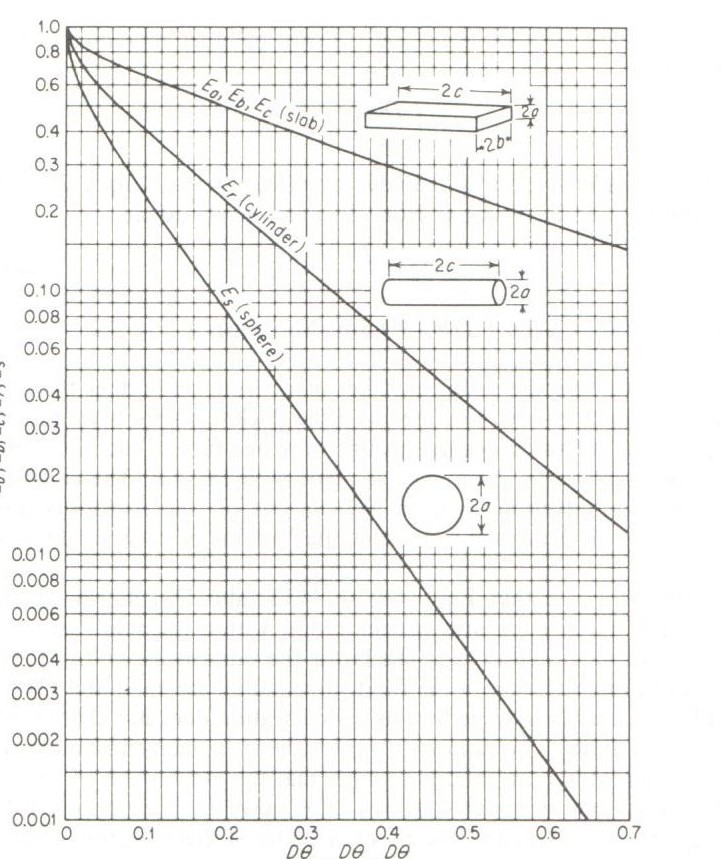 1.0
0.8
0.6
0.4
0.3
0.2
0.10
0.08
0.06
0.04
0.03
0.02
0.010
0.008
0.006
0.004
0.003
0.002
0.001
Ea, Eb, Ec (slab)
2c
2a
2b
Er (cylinder)
2c
2a
Es (sphere)
2a
0 0.1 0.2 0.3 0.4 0.5 0.6 0.7
Dθ Dθ Dθ